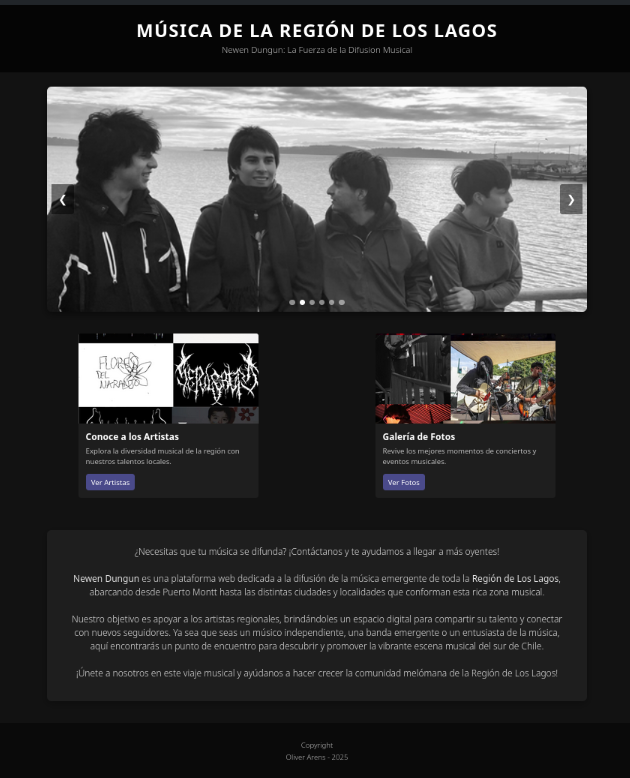 MÚSICA DE LA REGIÓN DE LOS LAGOS
Newen Dungun: La Fuerza de la Difusion Musical
❮
❯
FLORES
DEL
NARANJO
Conoce a los Artistas
Explora la diversidad musical de la región con
nuestros talentos locales.
Ver Artistas
Galería de Fotos
Revive los mejores momentos de conciertos y
eventos musicales.
Ver Fotos
¿Necesitas que tu música se difunda? ¡Contáctanos y te ayudamos a llegar a más oyentes!
Newen Dungun es una plataforma web dedicada a la difusión de la música emergente de toda la Región de Los Lagos,
abarcando desde Puerto Montt hasta las distintas ciudades y localidades que conforman esta rica zona musical.
Nuestro objetivo es apoyar a los artistas regionales, brindándoles un espacio digital para compartir su talento y conectar
con nuevos seguidores. Ya sea que seas un músico independiente, una banda emergente o un entusiasta de la música,
aquí encontrarás un punto de encuentro para descubrir y promover la vibrante escena musical del sur de Chile.
¡Únete a nosotros en este viaje musical y ayúdanos a hacer crecer la comunidad melómana de la Región de Los Lagos!
Copyright
Oliver Arens - 2025